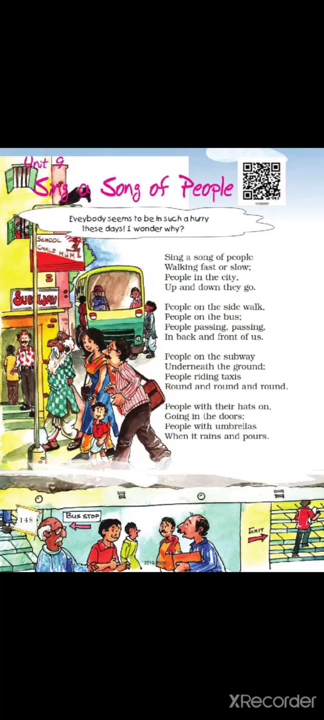 Unit 9
Sing a Song of People
Eveybody seems to be in such a hurry
these days! I wonder why?
SCHOOL
SUBWAY
Sing a song of people
Walking fast or slow;
People in the city,
Up and down they go.
People on the side walk,
People on the bus;
People passing, passing,
In back and front of us.
People on the subway
Underneath the ground;
People riding taxis
Round and round and round.
People with their hats on,
Going in the doors;
People with umbrellas
When it rains and pours.
148
BUS STOP
EXIT
XRecorder